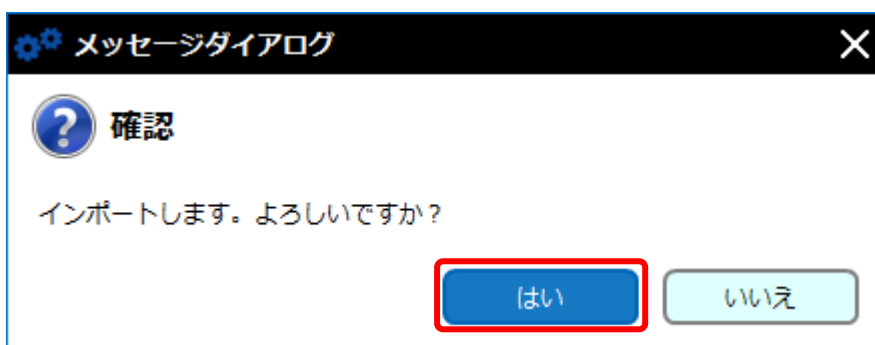 メッセージダイアログ
確認
インポートします。よろしいですか？
はい
いいえ